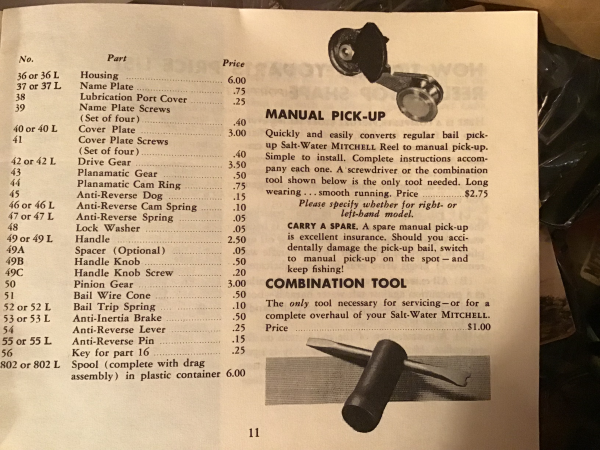 No. Part Price
36 or 36 L Housing 6.00
37 or 37 L Name Plate .75
38 Lubrication Port Cover .25
39 Name Plate Screws
(Set of four) .40
40 or 40 L Cover Plate 3.00
41 Cover Plate Screws
(Set of four) .40
42 or 42 L Drive Gear 3.50
43 Planamatic Gear .50
44 Planamatic Cam Ring .75
45 Anti-Reverse Dog .15
46 or 46 L Anti-Reverse Cam Spring .10
47 or 47 L Anti-Reverse Spring .05
48 Lock Washer .05
49 or 49 L Handle 2.50
49A Spacer (Optional) .05
49B Handle Knob .50
49C Handle Knob Screw .20
50 Pinion Gear 3.00
51 Bail Wire Cone .50
52 or 52 L Bail Trip Spring .10
53 or 53 L Anti-Inertia Brake .50
54 Anti-Reverse Lever .25
55 or 55 L Anti-Reverse Pin .15
56 Key for part 16 .25
802 or 802 L Spool (complete with drag
assembly) in plastic container 6.00
MANUAL PICK-UP
Quickly and easily converts regular bail pick-
up Salt-Water MITCHELL Reel to manual pick-up.
Simple to install. Complete instructions accom-
pany each one. A screwdriver or the combination
tool shown below is the only tool needed. Long
wearing . . . smooth running. Price $2.75
Please specify whether for right- or
left-hand model.
CARRY A SPARE. A spare manual pick-up
is excellent insurance. Should you acci-
dentally damage the pick-up bail, switch
to manual pick-up on the spot—and
keep fishing!
COMBINATION TOOL
The only tool necessary for servicing—or for a
complete overhaul of your Salt-Water MITCHELL.
Price $1.00
11